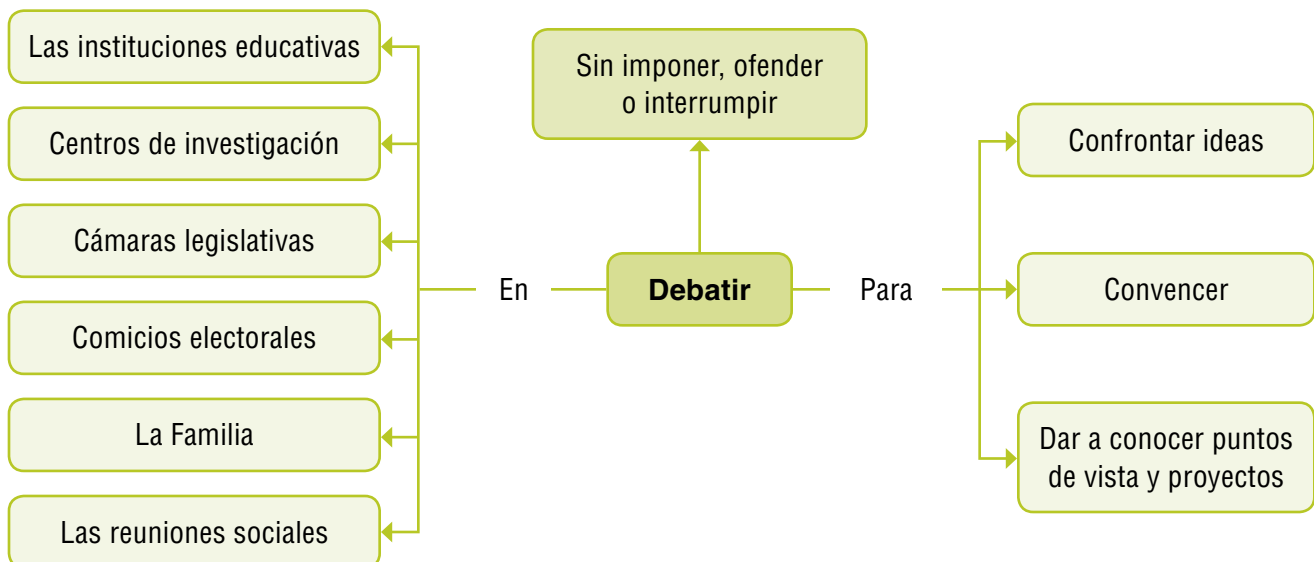 Las instituciones educativas
Centros de investigación
Cámaras legislativas
Comicios electorales
La Familia
Las reuniones sociales
En
Sin imponer, ofender
o interrumpir
Debatir
Para
Confrontar ideas
Convencer
Dar a conocer puntos
de vista y proyectos